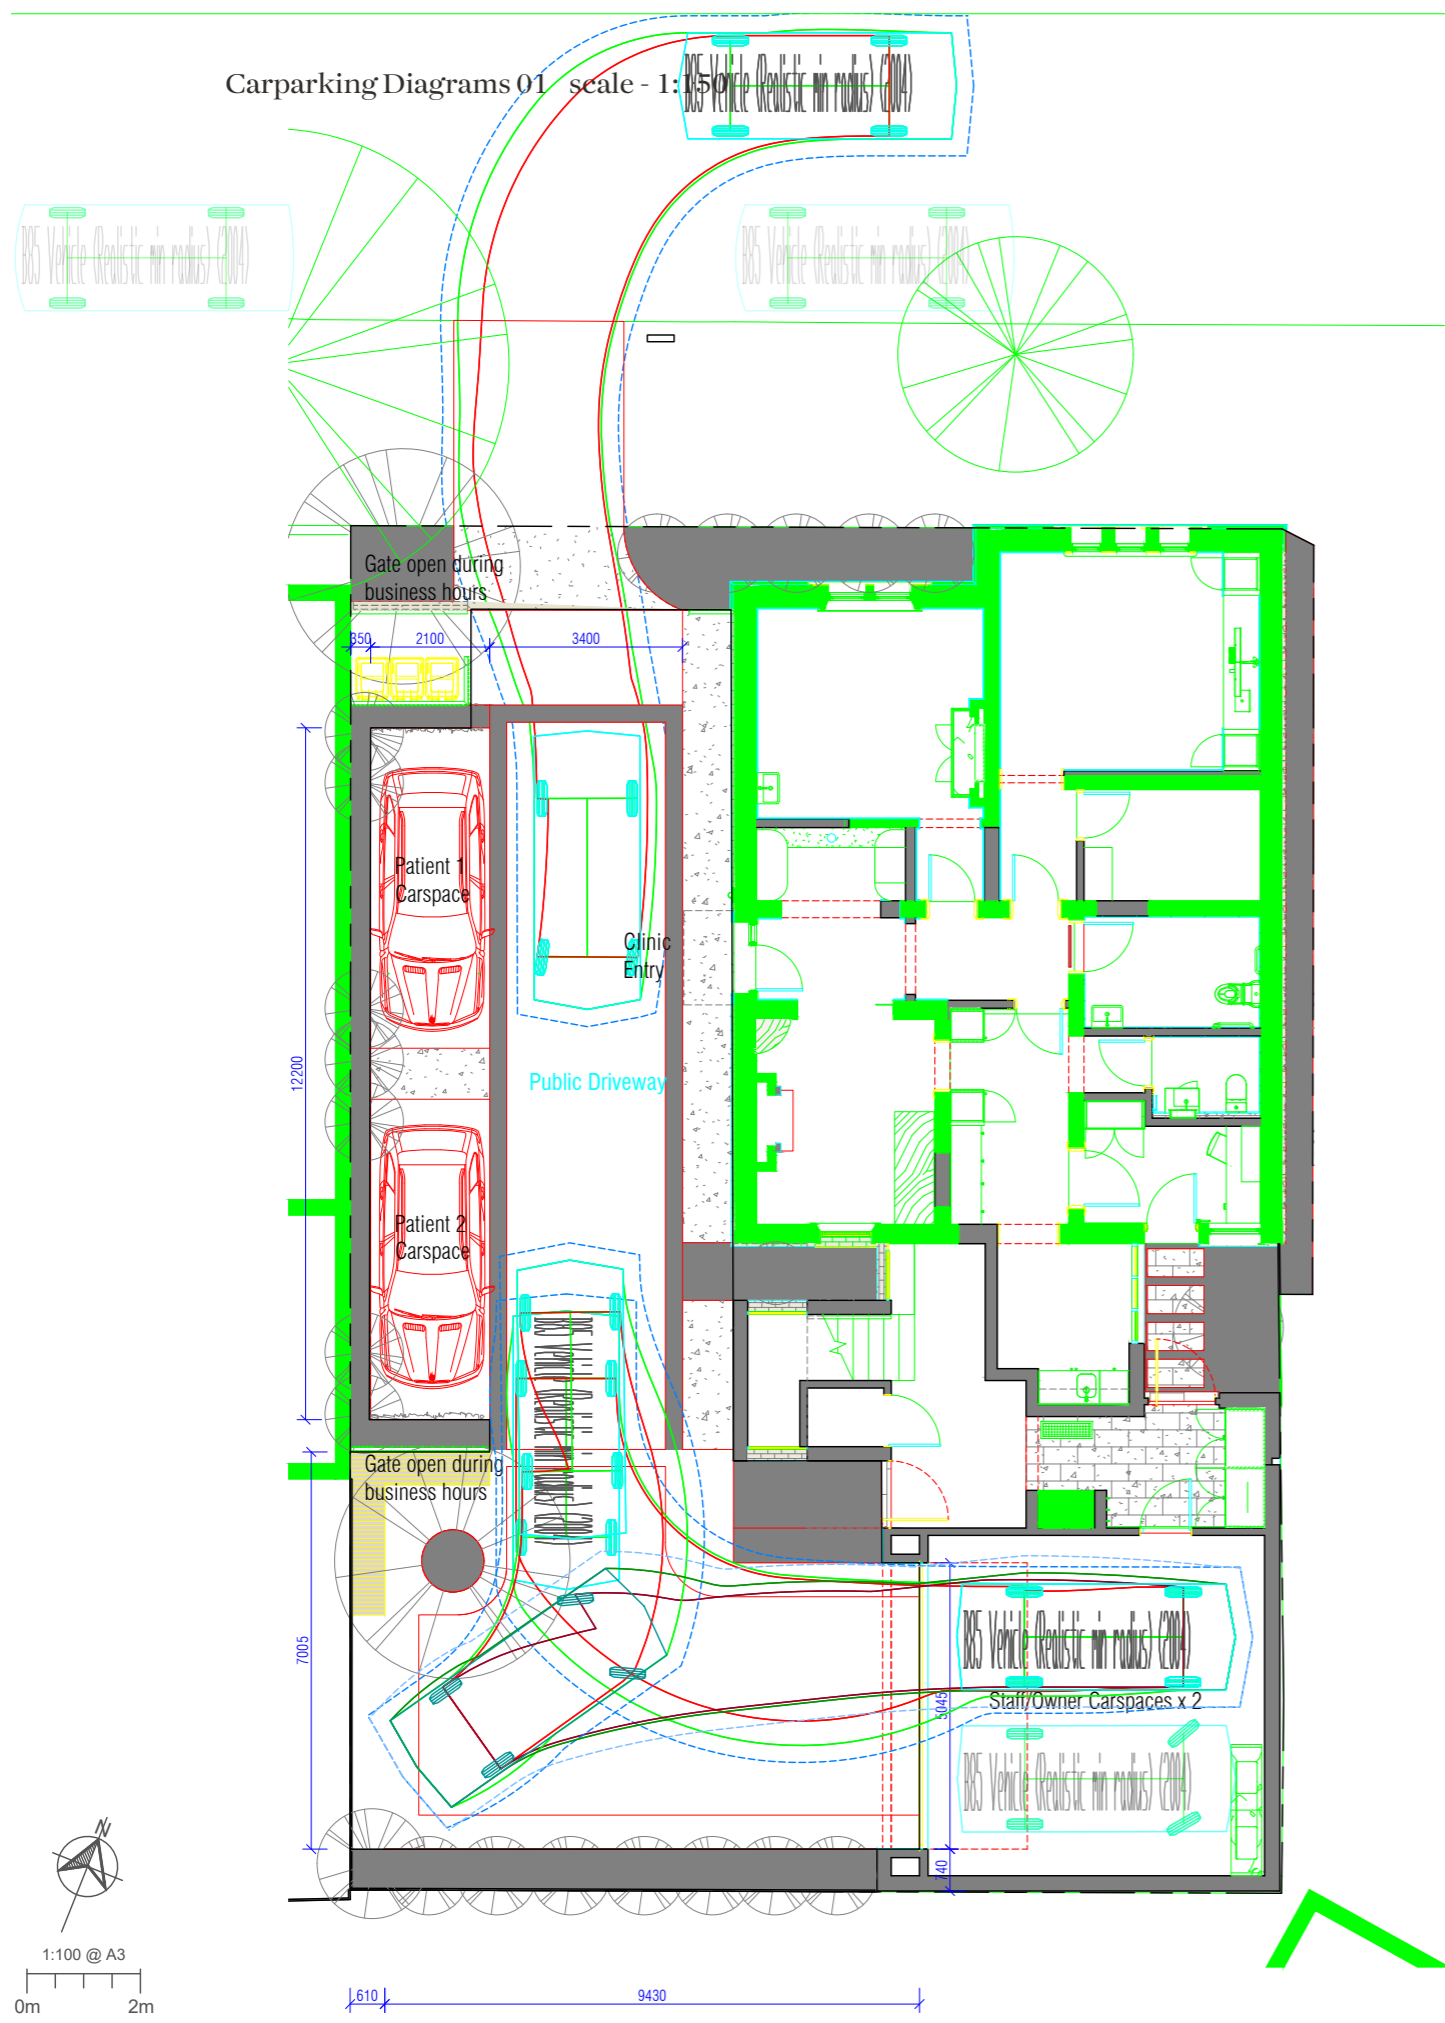 Carparking Diagrams 01 scale - 1:150
B85 Vehicle (Realistic min radius) (2004)
B85 Vehicle (Realistic min radius) (2004)
B85 Vehicle (Realistic min radius) (2004)
Gate open during
business hours
350
2100
3400
Patient 1
Carspace
Clinic
Entry
12200
Public Driveway
Patient 2
Carspace
Gate open during
business hours
7005
B85 Vehicle (Realistic min radius) (2004)
Staff/Owner Carspaces x 2
5045
B85 Vehicle (Realistic min radius) (2004)
740
N
1:100 @ A3
0m
2m
610
9430